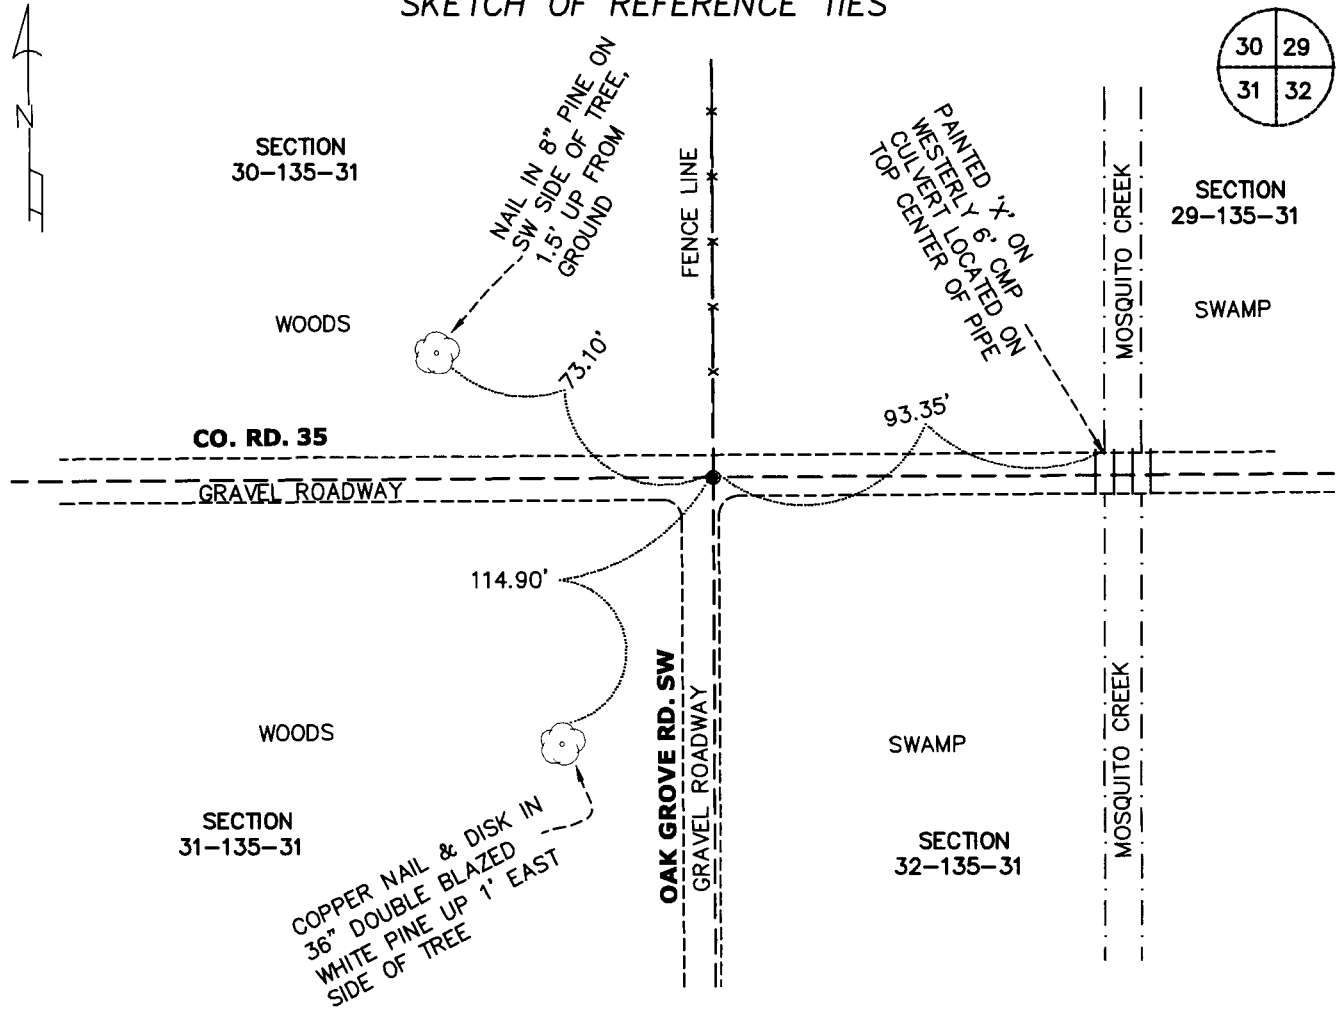 SKETCH OF REFERENCE TIES
N
30 29
31 32
SECTION
30-135-31
NAIL IN 8" PINE ON
SW SIDE OF TREE,
1.5' UP FROM
GROUND
FENCE LINE
PAINTED 'X' ON
WESTERLY 6' CMP
CULVERT LOCATED ON
TOP CENTER OF PIPE
MOSQUITO CREEK
SECTION
29-135-31
WOODS
SWAMP
73.10'
93.35'
CO. RD. 35
GRAVEL ROADWAY
114.90'
OAK GROVE RD. SW
GRAVEL ROADWAY
WOODS
SWAMP
MOSQUITO CREEK
SECTION
31-135-31
SECTION
32-135-31
COPPER NAIL & DISK IN
36" DOUBLE BLAZED
WHITE PINE UP 1' EAST
SIDE OF TREE